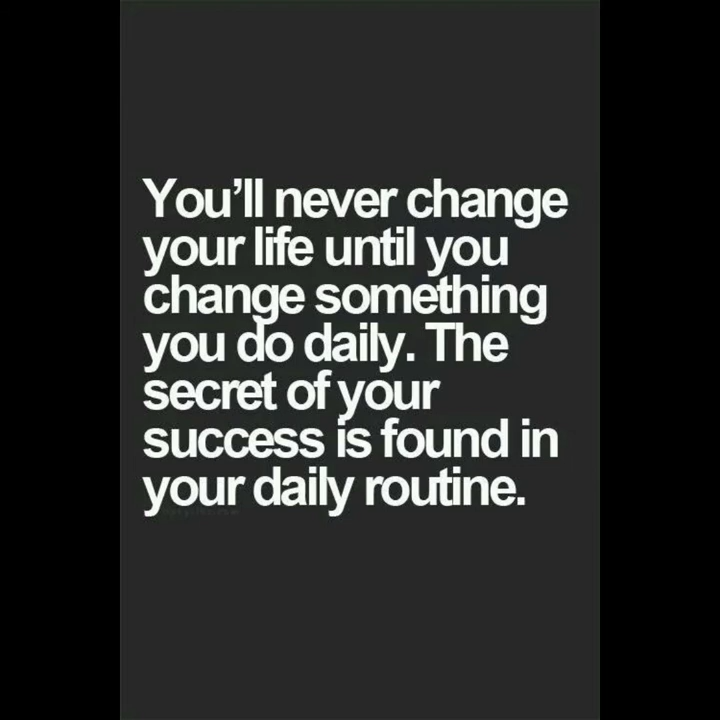 You’ll never change
your life until you
change something
you do daily. The
secret of your
success is found in
your daily routine.